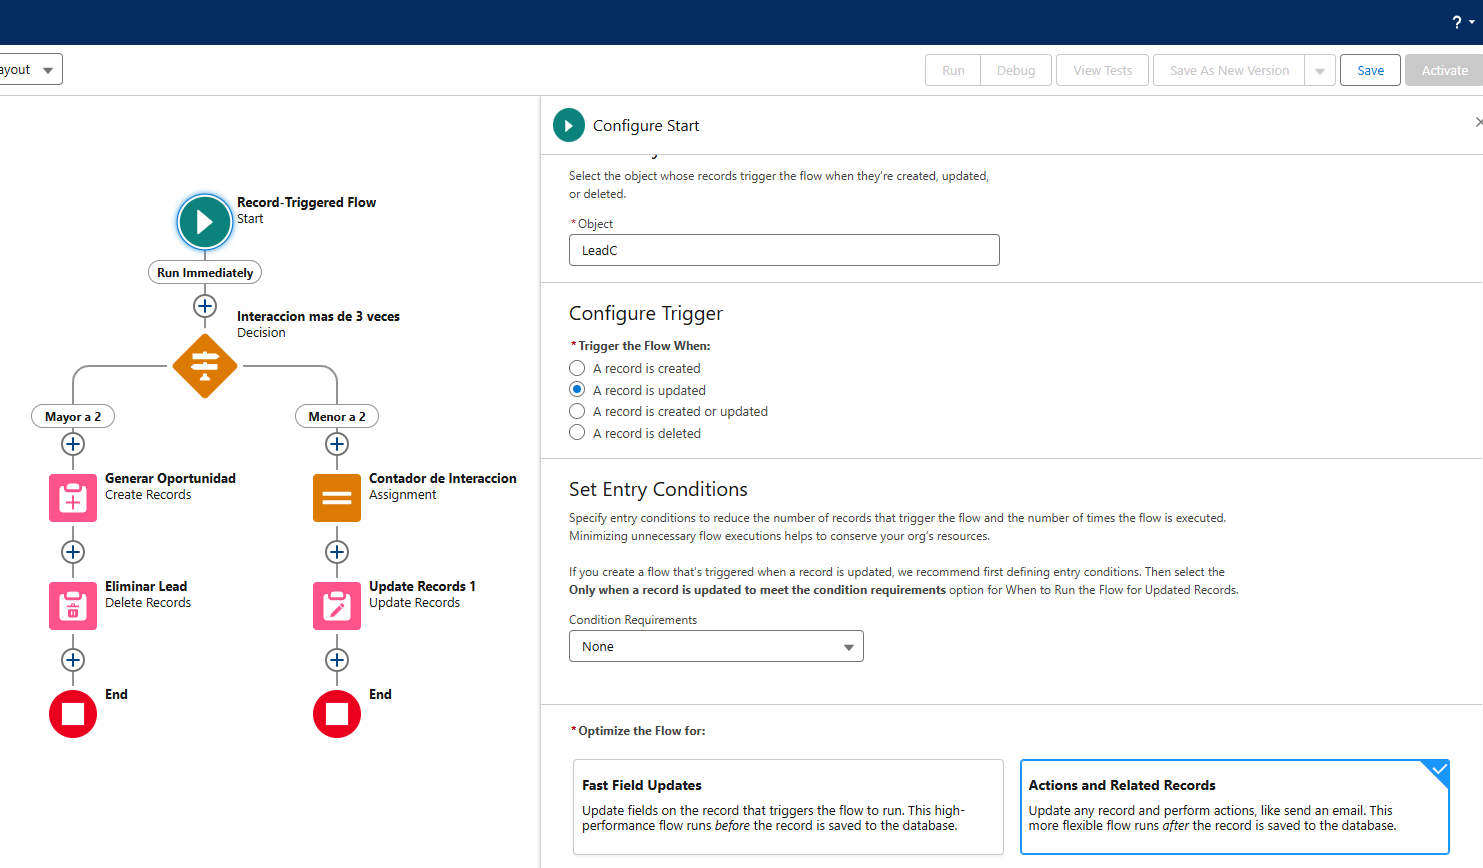 ?
ayout
Run
Debug
View Tests
Save As New Version
Save
Activate
Configure Start
Select the object whose records trigger the flow when they're created, updated,
or deleted.
*Object
LeadC
Configure Trigger
*Trigger the Flow When:
A record is created
A record is updated
A record is created or updated
A record is deleted
Set Entry Conditions
Specify entry conditions to reduce the number of records that trigger the flow and the number of times the flow is executed.
Minimizing unnecessary flow executions helps to conserve your org's resources.
If you create a flow that's triggered when a record is updated, we recommend first defining entry conditions. Then select the
Only when a record is updated to meet the condition requirements option for When to Run the Flow for Updated Records.
Condition Requirements
None
*Optimize the Flow for:
Fast Field Updates
Update fields on the record that triggers the flow to run. This high-
performance flow runs before the record is saved to the database.
Actions and Related Records
Update any record and perform actions, like send an email. This
more flexible flow runs after the record is saved to the database.
Record-Triggered Flow
Start
Run Immediately
Interaccion mas de 3 veces
Decision
Mayor a 2
Menor a 2
Generar Oportunidad
Create Records
Contador de Interaccion
Assignment
Eliminar Lead
Delete Records
Update Records 1
Update Records
End
End